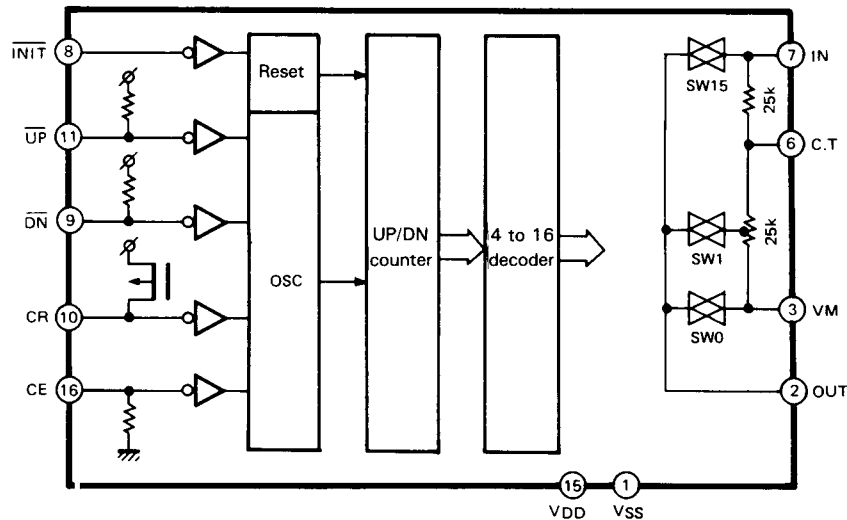 INIT
8
Reset
SW15
7
IN
25k
UP
11
6
C.T
DN
9
OSC
UP/DN
counter
4 to 16
decoder
SW1
25k
CR
10
SW0
3
VM
CE
16
2
OUT
15
1
VDD
VSS